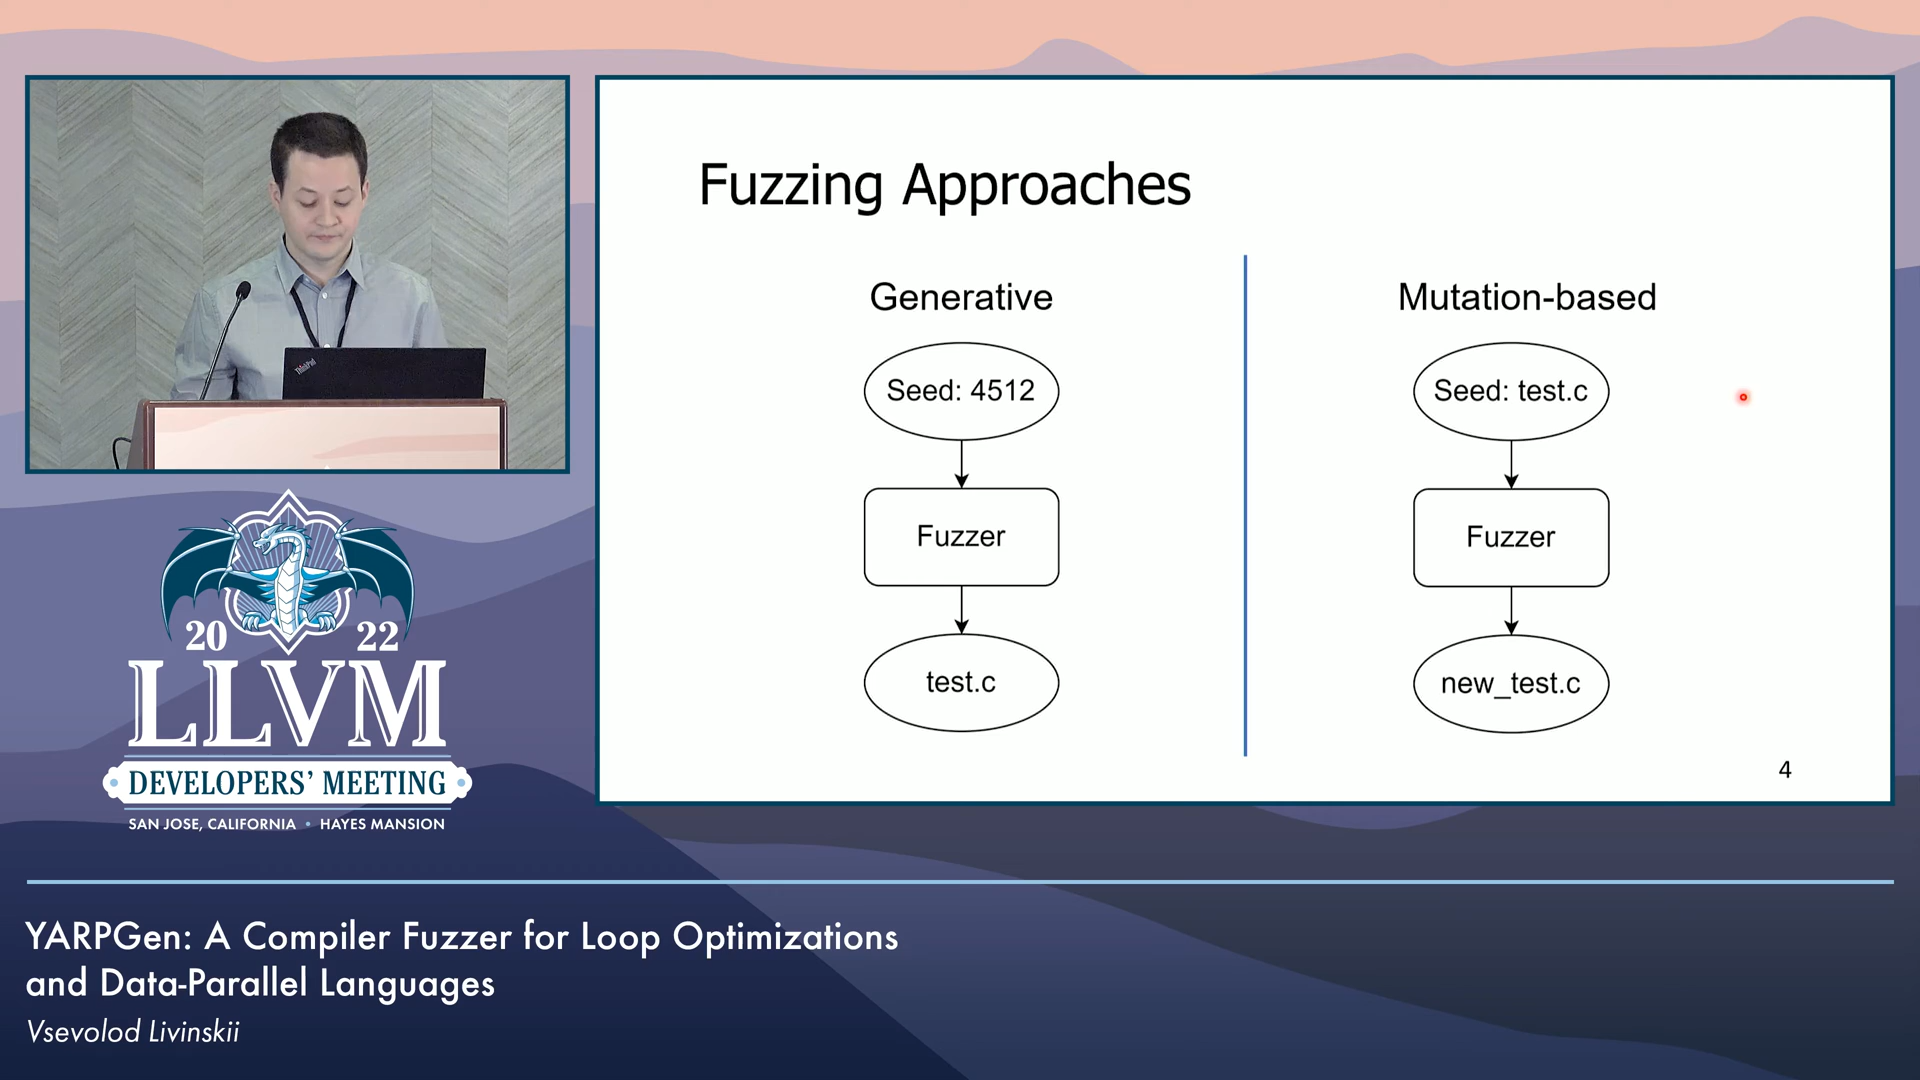 ThinkPad
Fuzzing Approaches
Generative
Seed: 4512
Fuzzer
test.c
Mutation-based
Seed: test.c
Fuzzer
new_test.c
4
20 22
LLVM
DEVELOPERS' MEETING
SAN JOSE, CALIFORNIA • HAYES MANSION
YARPGen: A Compiler Fuzzer for Loop Optimizations
and Data-Parallel Languages
Vsevolod Livinskii